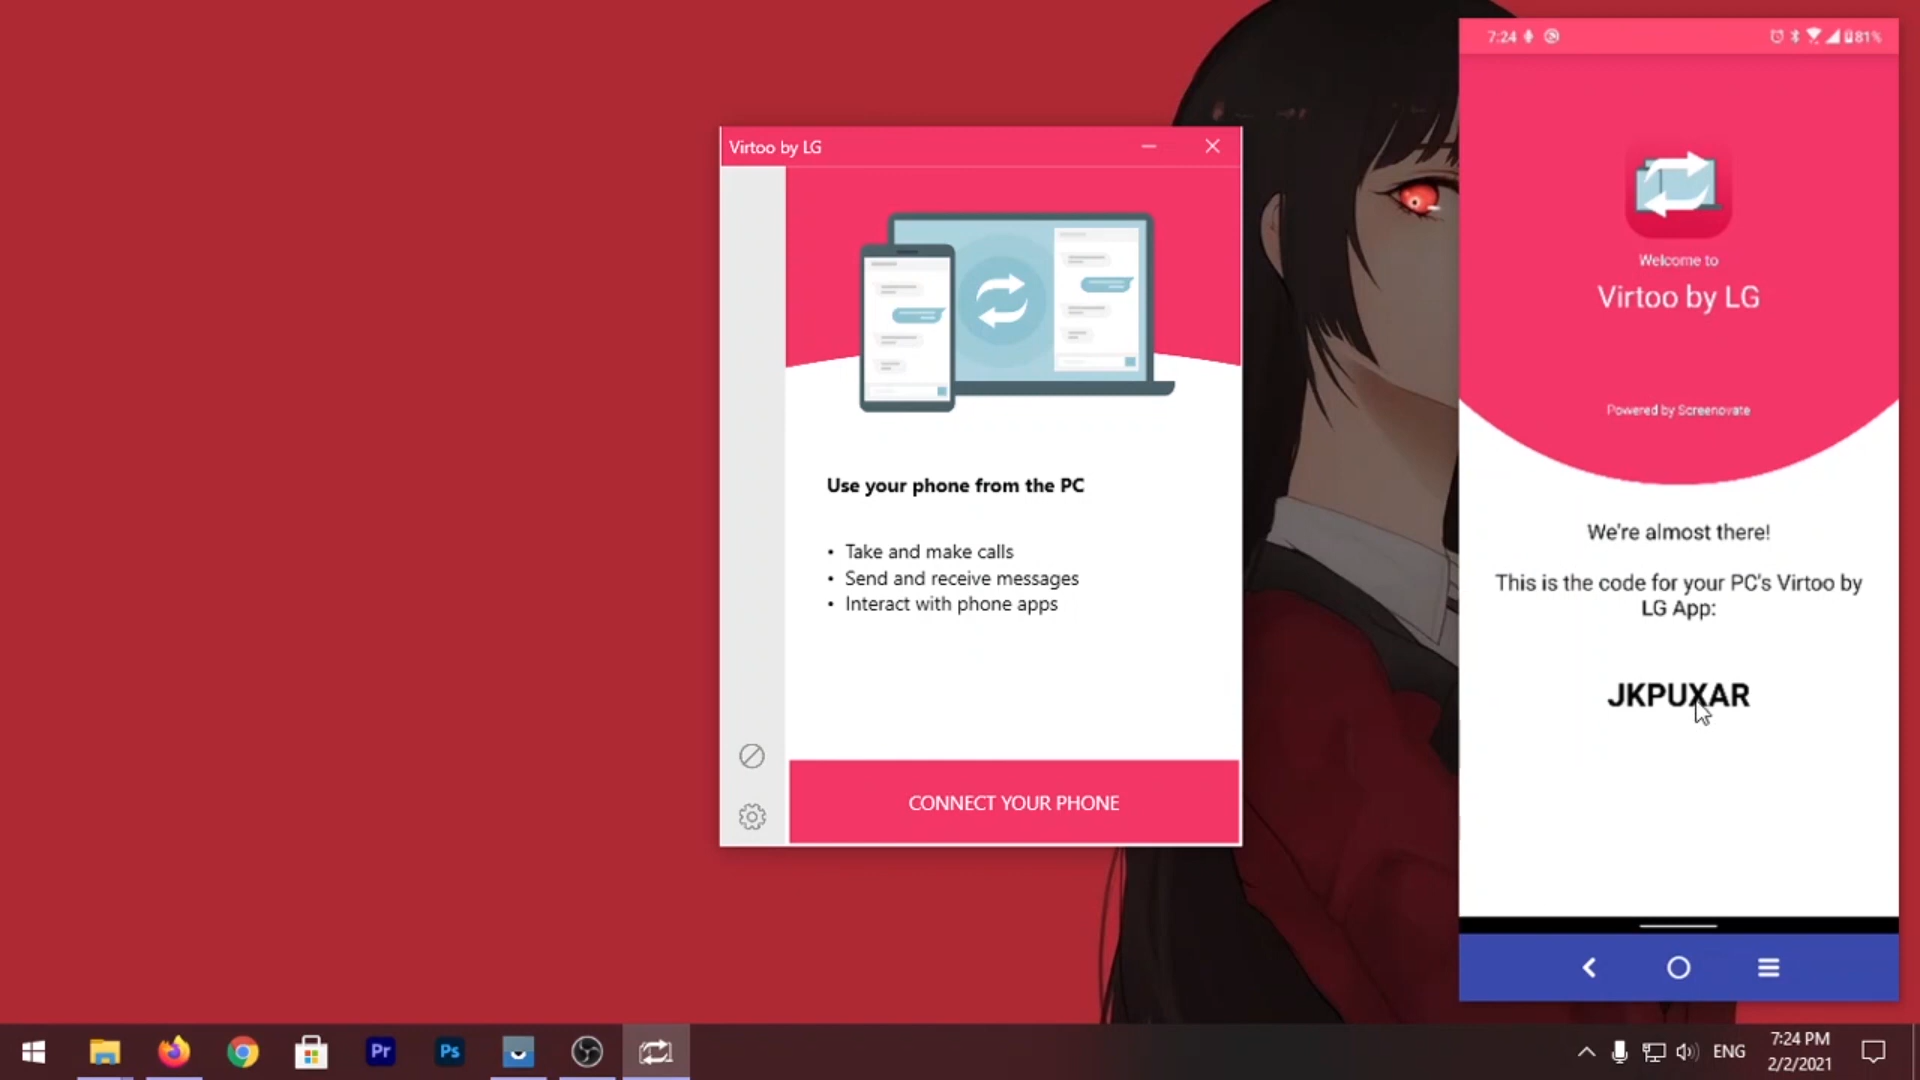 Virtoo by LG
Use your phone from the PC
• Take and make calls
• Send and receive messages
• Interact with phone apps
CONNECT YOUR PHONE
7:24
81%
Welcome to
Virtoo by LG
Powered by Screenovate
We're almost there!
This is the code for your PC's Virtoo by
LG App:
JKPUXAR
Pr
Ps
ENG
7:24 PM
2/2/2021